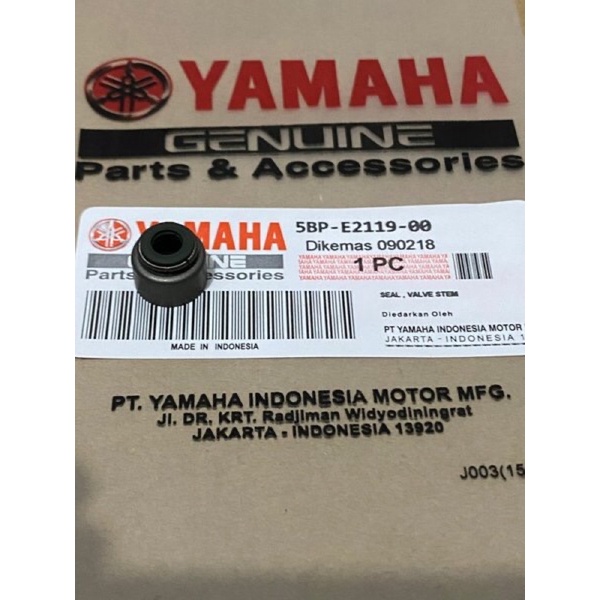 YAMAHA
GENUINE
Parts & Accessories
YAMAHA
GENUINE
Parts Accessories
5BP-E2119-00
Dikemas 090218
1 PC
SEAL , VALVE STEM
Diedarkan Oleh
PT YAMAHA INDONESIA MOTOR
JAKARTA - INDONESIA 1
MADE IN INDONESIA
PT. YAMAHA INDONESIA MOTOR MFG.
Jl. DR. KRT. Radjiman Widyodiningrat
JAKARTA - INDONESIA 13920
J003(15